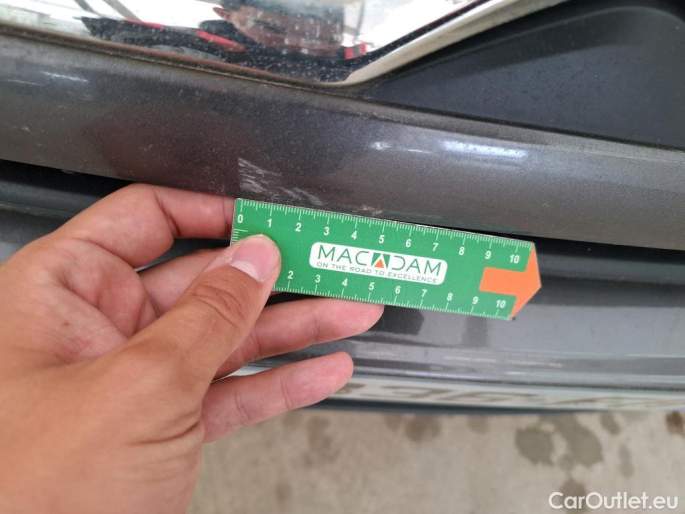 0 1 2 3 4 5 6 7 8 9 10
MACADAM
ON THE ROAD TO EXCELLENCE
2 3 4 5 6 7 8 9 10
CarOutlet.eu